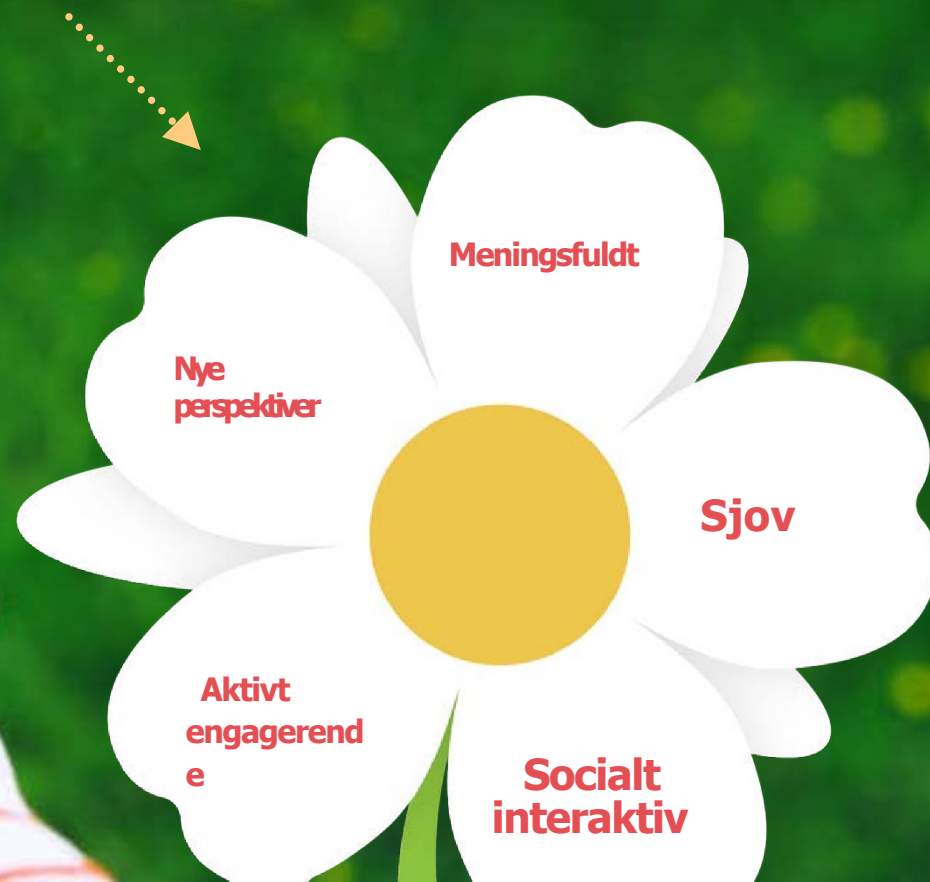 Meningsfuldt
Nye
perspektiver
Sjov
Aktivt
engagerend
e
Socialt
interaktiv